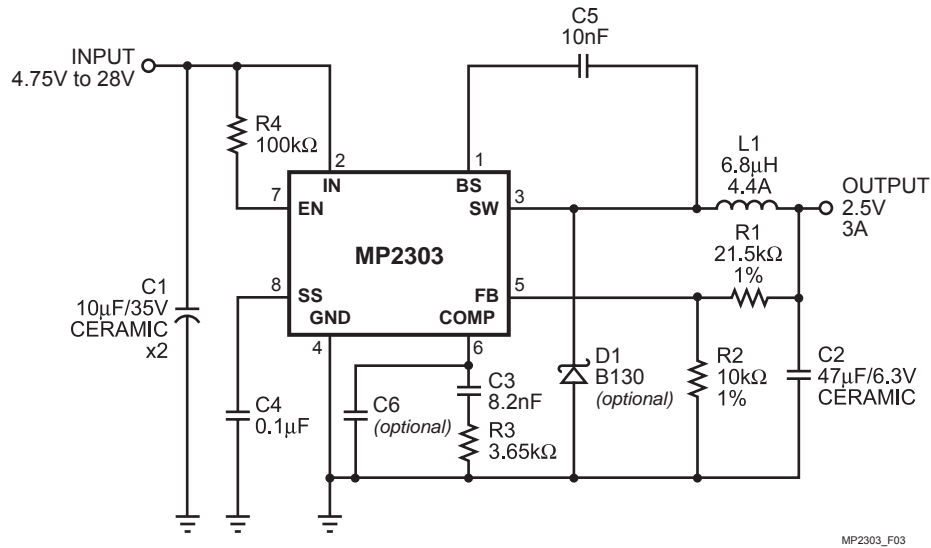 C5
10nF
INPUT
4.75V to 28V
R4
100kΩ
2
IN
1
BS
L1
6.8µH
4.4A
OUTPUT
2.5V
3A
7
EN
SW
3
MP2303
R1
21.5kΩ
1%
C1
10µF/35V
CERAMIC
x2
8
SS
FB
5
GND
COMP
4
6
C4
0.1µF
C6
(optional)
C3
8.2nF
R3
3.65kΩ
D1
B130
(optional)
R2
10kΩ
1%
C2
47µF/6.3V
CERAMIC
MP2303_F03